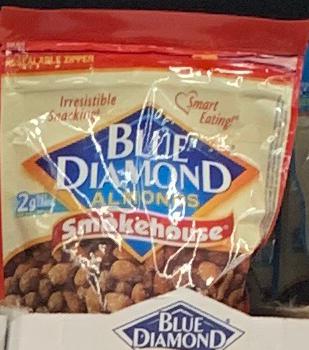 RESEALABLE ZIPPER
Irresistible
Snacking!
Smart
Eating!
BLUE
DIAMOND
ALMONDS
Smokehouse®
BLUE
DIAMOND®